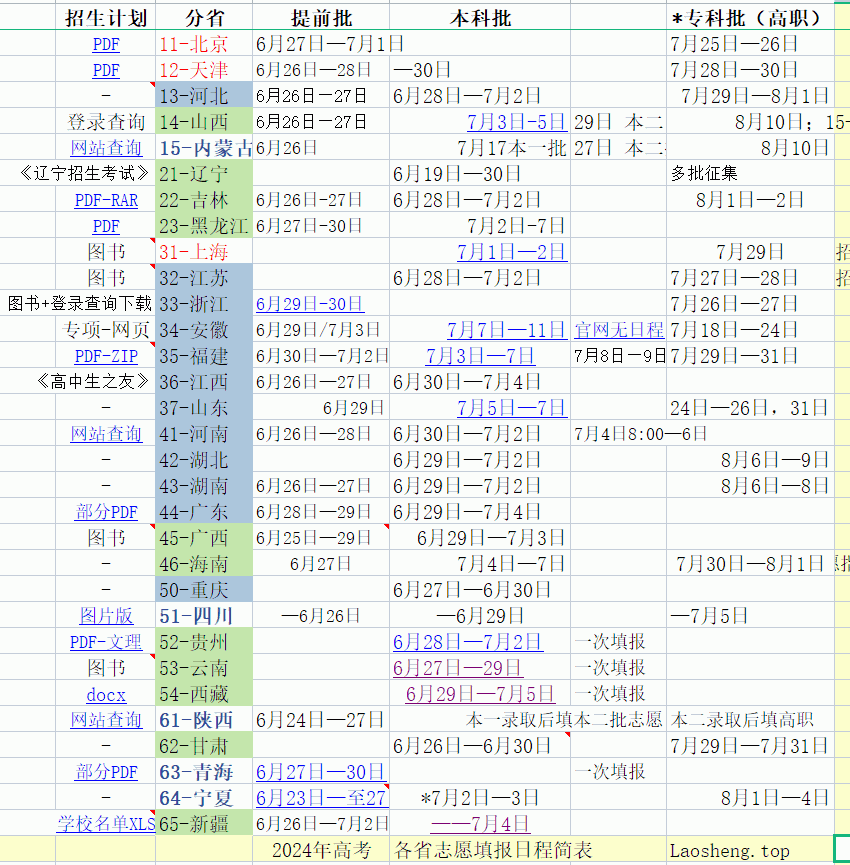 招生计划 分省 提前批 本科批 *专科批（高职）
PDF 11-北京 6月27日—7月1日 7月25日—26日
PDF 12-天津 6月26日—28日 —30日 7月28日—30日
- 13-河北 6月26日—27日 6月28日—7月2日 7月29日—8月1日
登录查询 14-山西 6月26日—27日 7月3日-5日 29日 本二 8月10日；15-
网站查询 15-内蒙古 6月26日 7月17本一批 27日 本二 8月10日
《辽宁招生考试》 21-辽宁 6月19日—30日 多批征集
PDF-RAR 22-吉林 6月26日-27日 6月28日—7月2日 8月1日—2日
PDF 23-黑龙江 6月27日-30日 7月2日-7日
图书 31-上海 7月1日—2日 7月29日 招
图书 32-江苏 6月28日—7月2日 7月27日—28日 招
图书+登录查询下载 33-浙江 6月29日-30日 7月26日—27日
专项-网页 34-安徽 6月29日/7月3日 7月7日—11日 官网无日程 7月18日—24日
PDF-ZIP 35-福建 6月30日—7月2日 7月3日—7日 7月8日—9日 7月29日—31日
《高中生之友》 36-江西 6月26日—27日 6月30日—7月4日
- 37-山东 6月29日 7月5日—7日 24日—26日，31日
网站查询 41-河南 6月26日—28日 6月30日—7月2日 7月4日8:00—6日
- 42-湖北 6月29日—7月2日 8月6日—9日
- 43-湖南 6月26日—27日 6月29日—7月2日 8月6日—8日
部分PDF 44-广东 6月28日—29日 6月29日—7月4日
图书 45-广西 6月25日—29日 6月29日—7月3日
- 46-海南 6月27日 7月4日—7日 7月30日—8月1日
- 50-重庆 6月27日—6月30日
图片版 51-四川 —6月26日 —6月29日 —7月5日
PDF-文理 52-贵州 6月28日—7月2日 一次填报
图书 53-云南 6月27日—29日 一次填报
docx 54-西藏 6月29日—7月5日 一次填报
网站查询 61-陕西 6月24日—27日 本一录取后填本二批志愿 本二录取后填高职
- 62-甘肃 6月26日—6月30日 7月29日—7月31日
部分PDF 63-青海 6月27日—30日 一次填报
- 64-宁夏 6月23日—至27 *7月2日—3日 8月1日—4日
学校名单XLS 65-新疆 6月26日—7月2日 ——7月4日
2024年高考 各省志愿填报日程简表 Laosheng.top